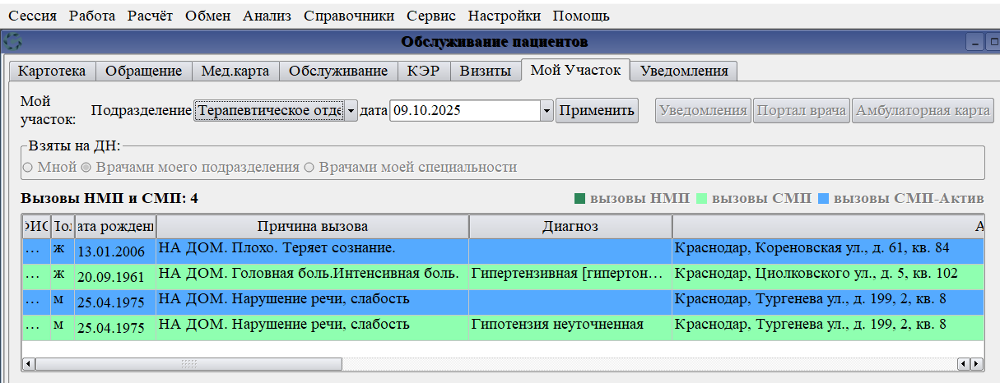 Сессия Работа Расчёт Обмен Анализ Справочники Сервис Настройки Помощь
Обслуживание пациентов
Картотека Обращение Мед.карта Обслуживание КЭР Визиты Мой Участок Уведомления
Мой участок: Подразделение Терапевтическое отде дата 09.10.2025 Применить Уведомления Портал врача Амбулаторная карта
Взяты на ДН:
Мной Врачами моего подразделения Врачами моей специальности
Вызовы НМП и СМП: 4 вызовы НМП вызовы СМП вызовы СМП-Актив
ФИО Пол ата рожден Причина вызова Диагноз А
... ж 13.01.2006 НА ДОМ. Плохо. Теряет сознание. Краснодар, Кореновская ул., д. 61, кв. 84
... ж 20.09.1961 НА ДОМ. Головная боль.Интенсивная боль. Гипертензивная [гипертон... Краснодар, Циолковского ул., д. 5, кв. 102
... м 25.04.1975 НА ДОМ. Нарушение речи, слабость Краснодар, Тургенева ул., д. 199, 2, кв. 8
... м 25.04.1975 НА ДОМ. Нарушение речи, слабость Гипотензия неуточненная Краснодар, Тургенева ул., д. 199, 2, кв. 8